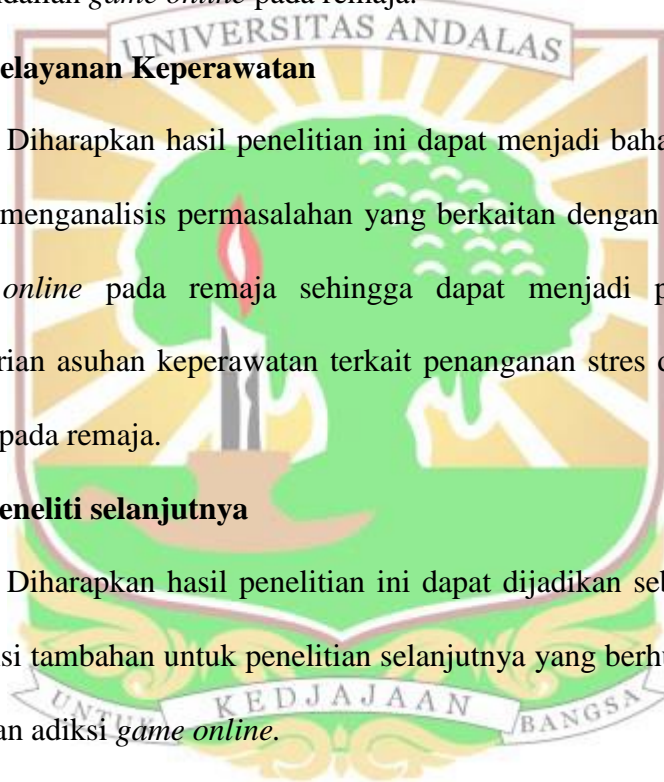 game online pada remaja.
UNIVERSITAS ANDALAS
elayanan Keperawatan
Diharapkan hasil penelitian ini dapat menjadi baha
menganalisis permasalahan yang berkaitan dengan
online pada remaja sehingga dapat menjadi p
rian asuhan keperawatan terkait penanganan stres d
pada remaja.
eneliti selanjutnya
Diharapkan hasil penelitian ini dapat dijadikan seb
si tambahan untuk penelitian selanjutnya yang berhu
an adiksi game online.
UNTUK KEDJAJAAN BANGSA